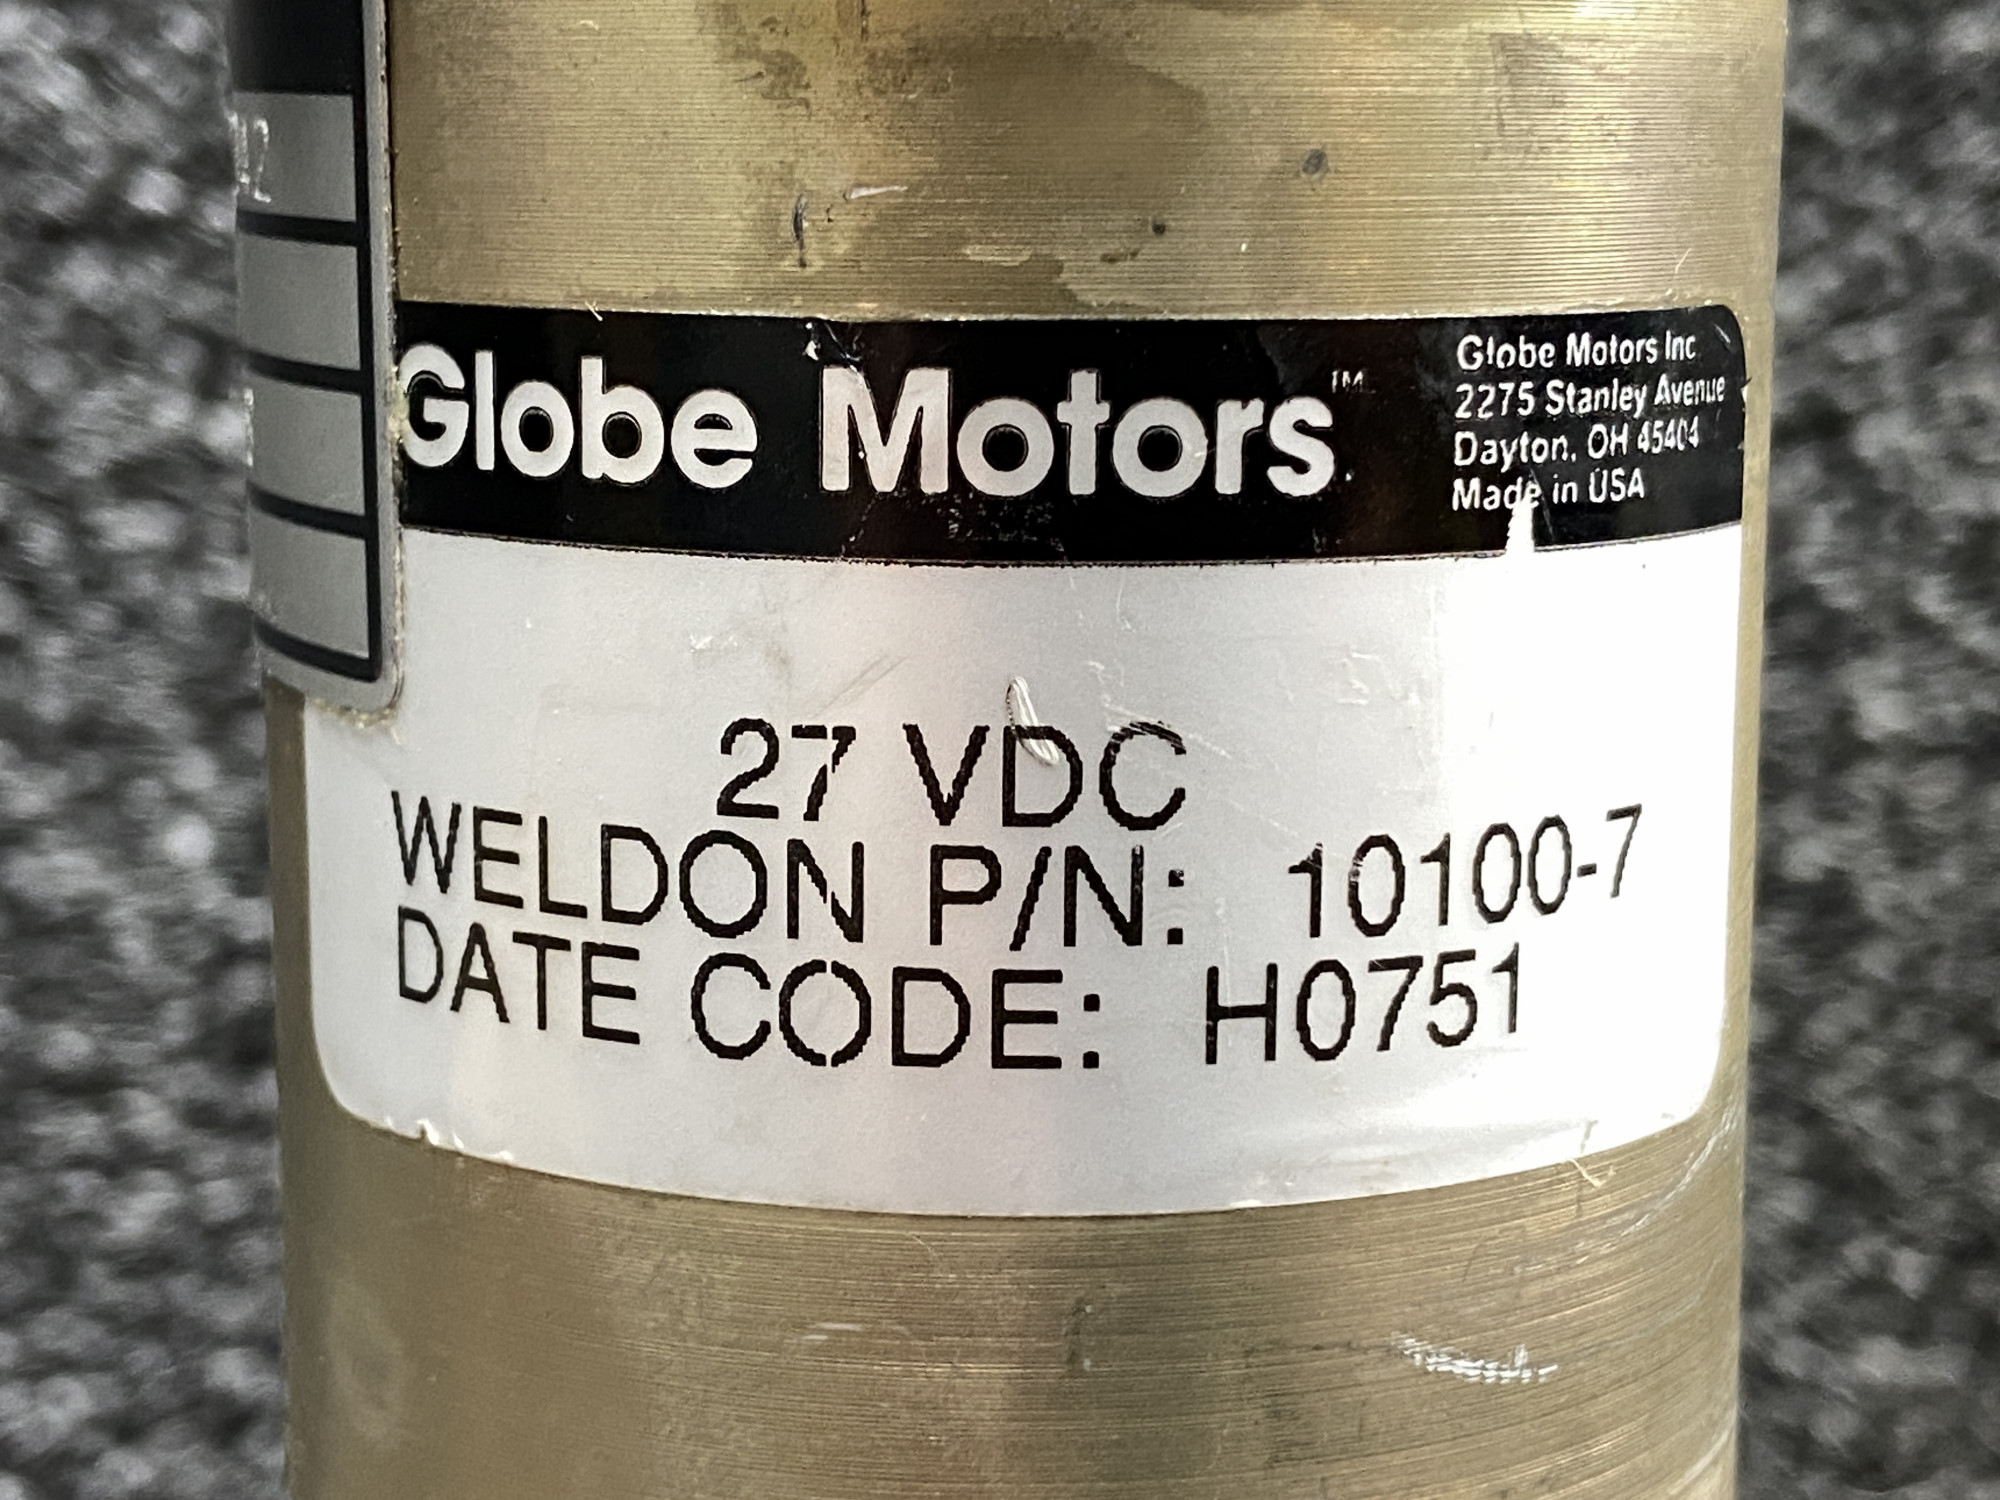 Globe Motors™
Globe Motors Inc
2275 Stanley Avenue
Dayton, OH 45404
Made in USA
27 VDC
WELDON P/N: 10100-7
DATE CODE: H0751